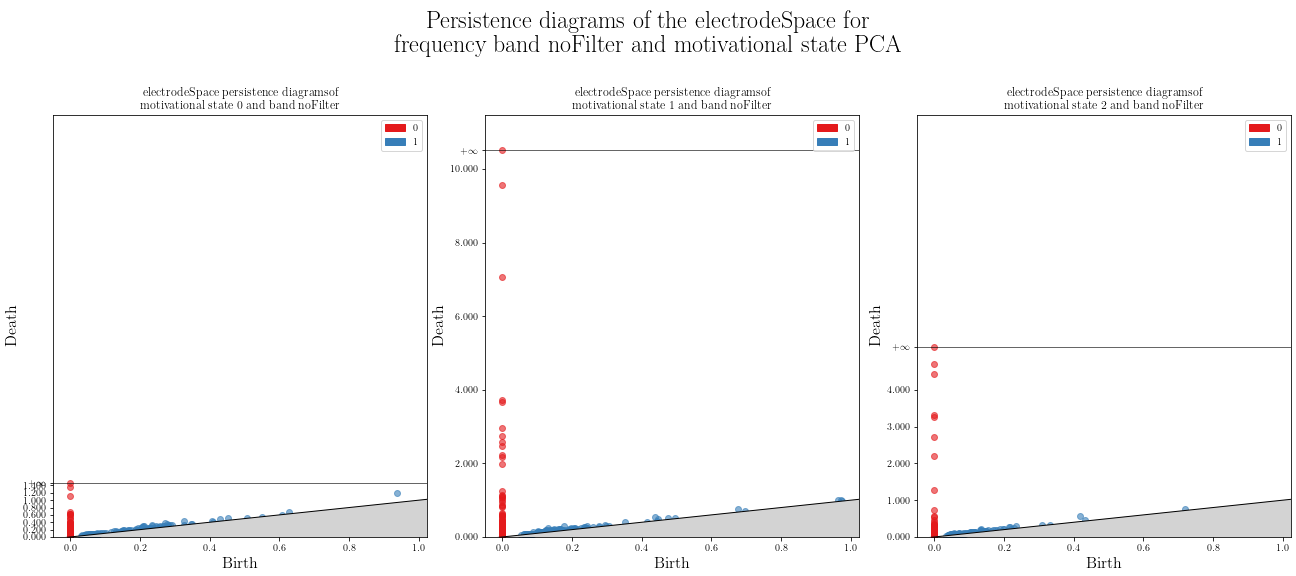 Persistence diagrams of the electrodeSpace for
frequency band noFilter and motivational state PCA
electrodeSpace persistence diagramsof
motivational state 0 and band noFilter
0
1
Death
1.200
1.000
0.800
0.600
0.400
0.200
0.000
0.0 0.2 0.4 0.6 0.8 1.0
Birth
electrodeSpace persistence diagramsof
motivational state 1 and band noFilter
0
1
Death
+∞
10.000
8.000
6.000
4.000
2.000
0.000
0.0 0.2 0.4 0.6 0.8 1.0
Birth
electrodeSpace persistence diagramsof
motivational state 2 and band noFilter
0
1
Death
+∞
4.000
3.000
2.000
1.000
0.000
0.0 0.2 0.4 0.6 0.8 1.0
Birth